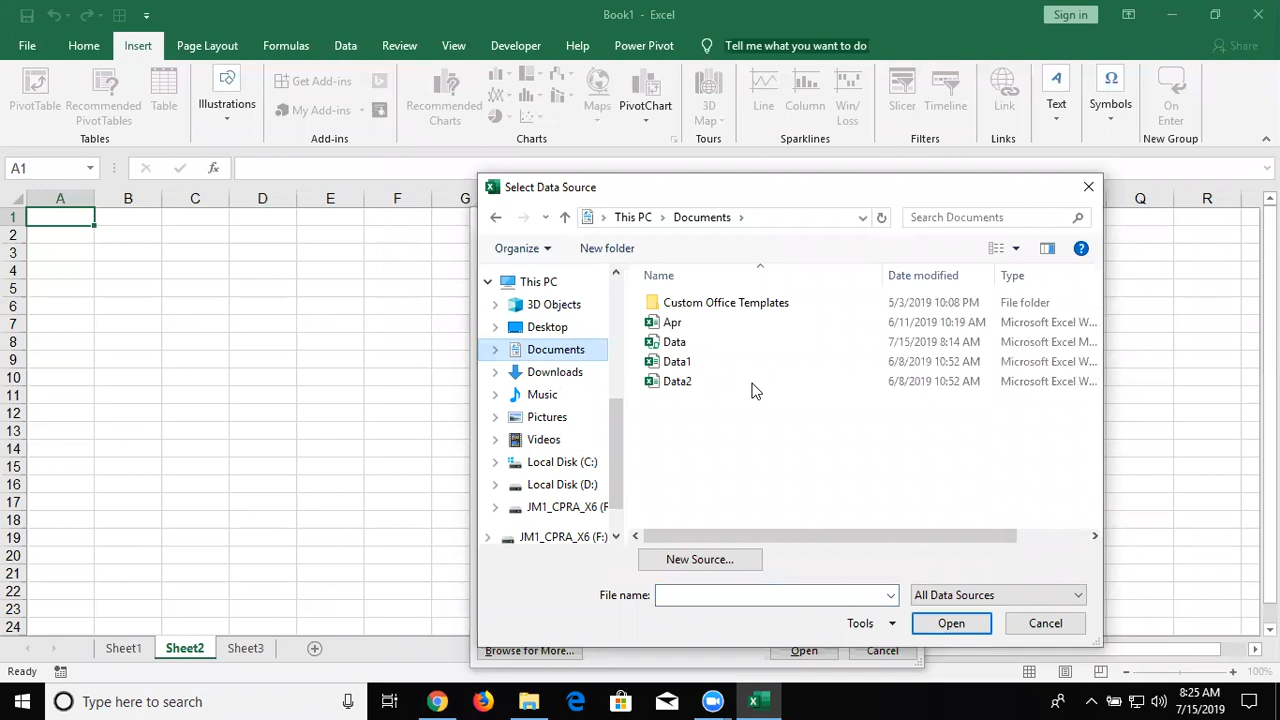 Book1 - Excel
Sign in
File Home Insert Page Layout Formulas Data Review View Developer Help Power Pivot Tell me what you want to do Share
PivotTable Recommended PivotTables Table Illustrations Get Add-ins My Add-ins Recommended Charts Maps PivotChart 3D Map Line Column Win/Loss Slicer Timeline Link Text Symbols On Enter
Tables Add-ins Charts Tours Sparklines Filters Links New Group
A1 fx
A B C D E F G Q R
1
2
3
4
5
6
7
8
9
10
11
12
13
14
15
16
17
18
19
20
21
22
23
24
Select Data Source
This PC Documents Search Documents
Organize New folder
Name Date modified Type
This PC
3D Objects
Desktop
Documents
Downloads
Music
Pictures
Videos
Local Disk (C:)
Local Disk (D:)
JM1_CPRA_X6 (F
JM1_CPRA_X6 (F:)
Custom Office Templates 5/3/2019 10:08 PM File folder
Apr 6/11/2019 10:19 AM Microsoft Excel W...
Data 7/15/2019 8:14 AM Microsoft Excel M...
Data1 6/8/2019 10:52 AM Microsoft Excel W...
Data2 6/8/2019 10:52 AM Microsoft Excel W...
New Source...
File name: All Data Sources
Tools Open Cancel
Browse for More... Open Cancel
Sheet1 Sheet2 Sheet3
Ready 100%
Type here to search
8:25 AM
7/15/2019